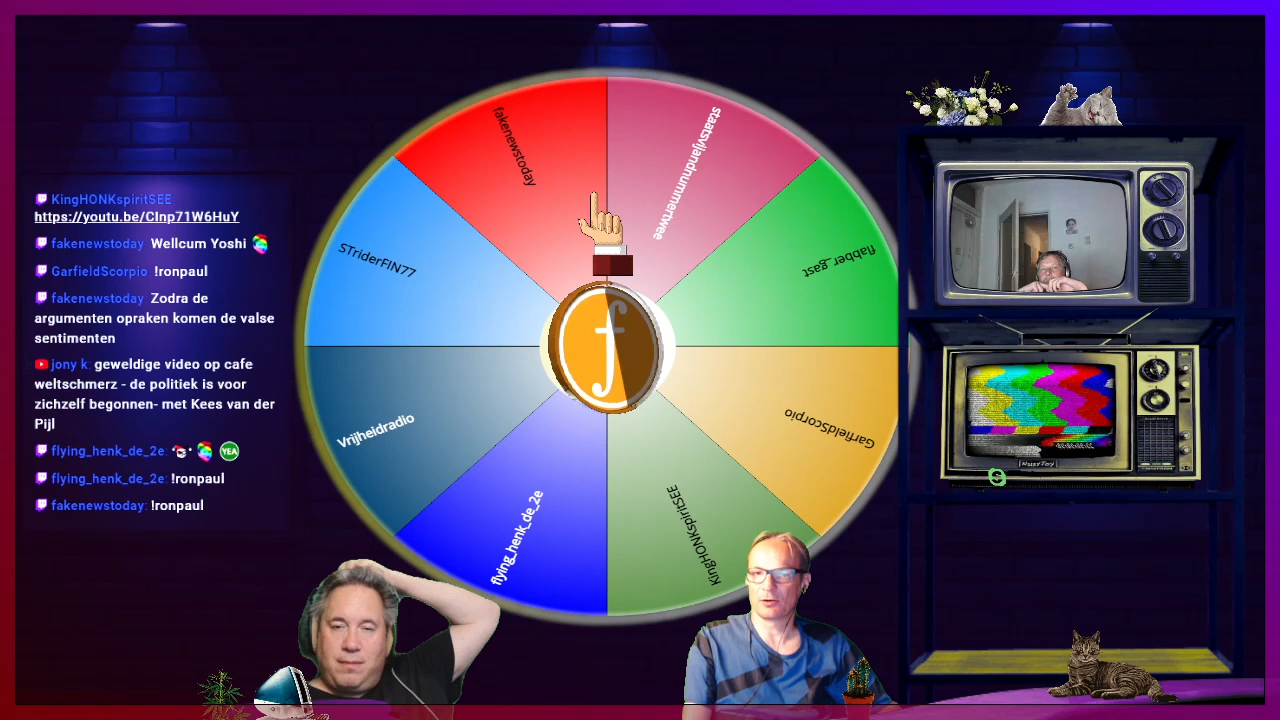 KingHONKspiritSEE:
https://youtu.be/CInp71W6HuY
fakenewstoday: Wellcum Yoshi
GarfieldScorpio: !ronpaul
fakenewstoday: Zodra de
argumenten opraken komen de valse
sentimenten
jony k: geweldige video op cafe
weltschmerz - de politiek is voor
zichzelf begonnen- met Kees van der
Pijl
flying_henk_de_2e: YEA
flying_henk_de_2e: !ronpaul
fakenewstoday: !ronpaul
fakenewstoday
staatsvijandnummertwee
flabber_gast
GarfieldScorpio
KingHONKspiritSEE
flying_henk_de_2e
Vrijheidradio
STriderFIN77
f